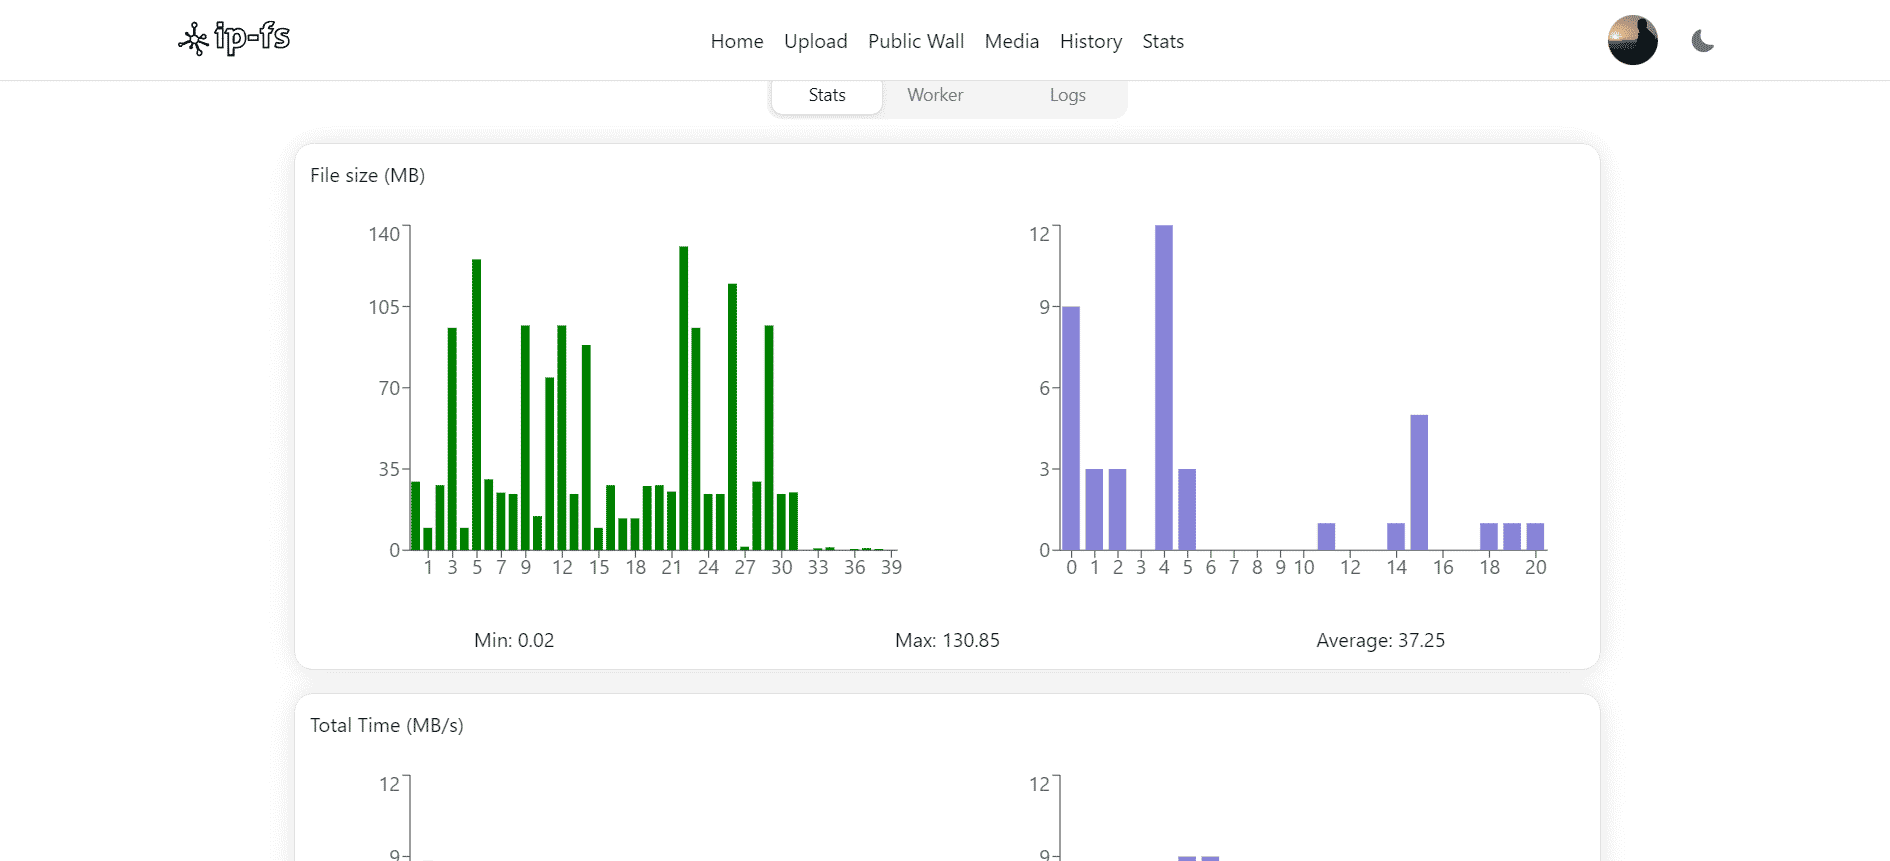 ip-fs
Home Upload Public Wall Media History Stats
Stats Worker Logs
File size (MB)
140
105
70
35
0
1 3 5 7 9 12 15 18 21 24 27 30 33 36 39
12
9
6
3
0
0 1 2 3 4 5 6 7 8 9 10 12 14 16 18 20
Min: 0.02 Max: 130.85 Average: 37.25
Total Time (MB/s)
12
9
12
9